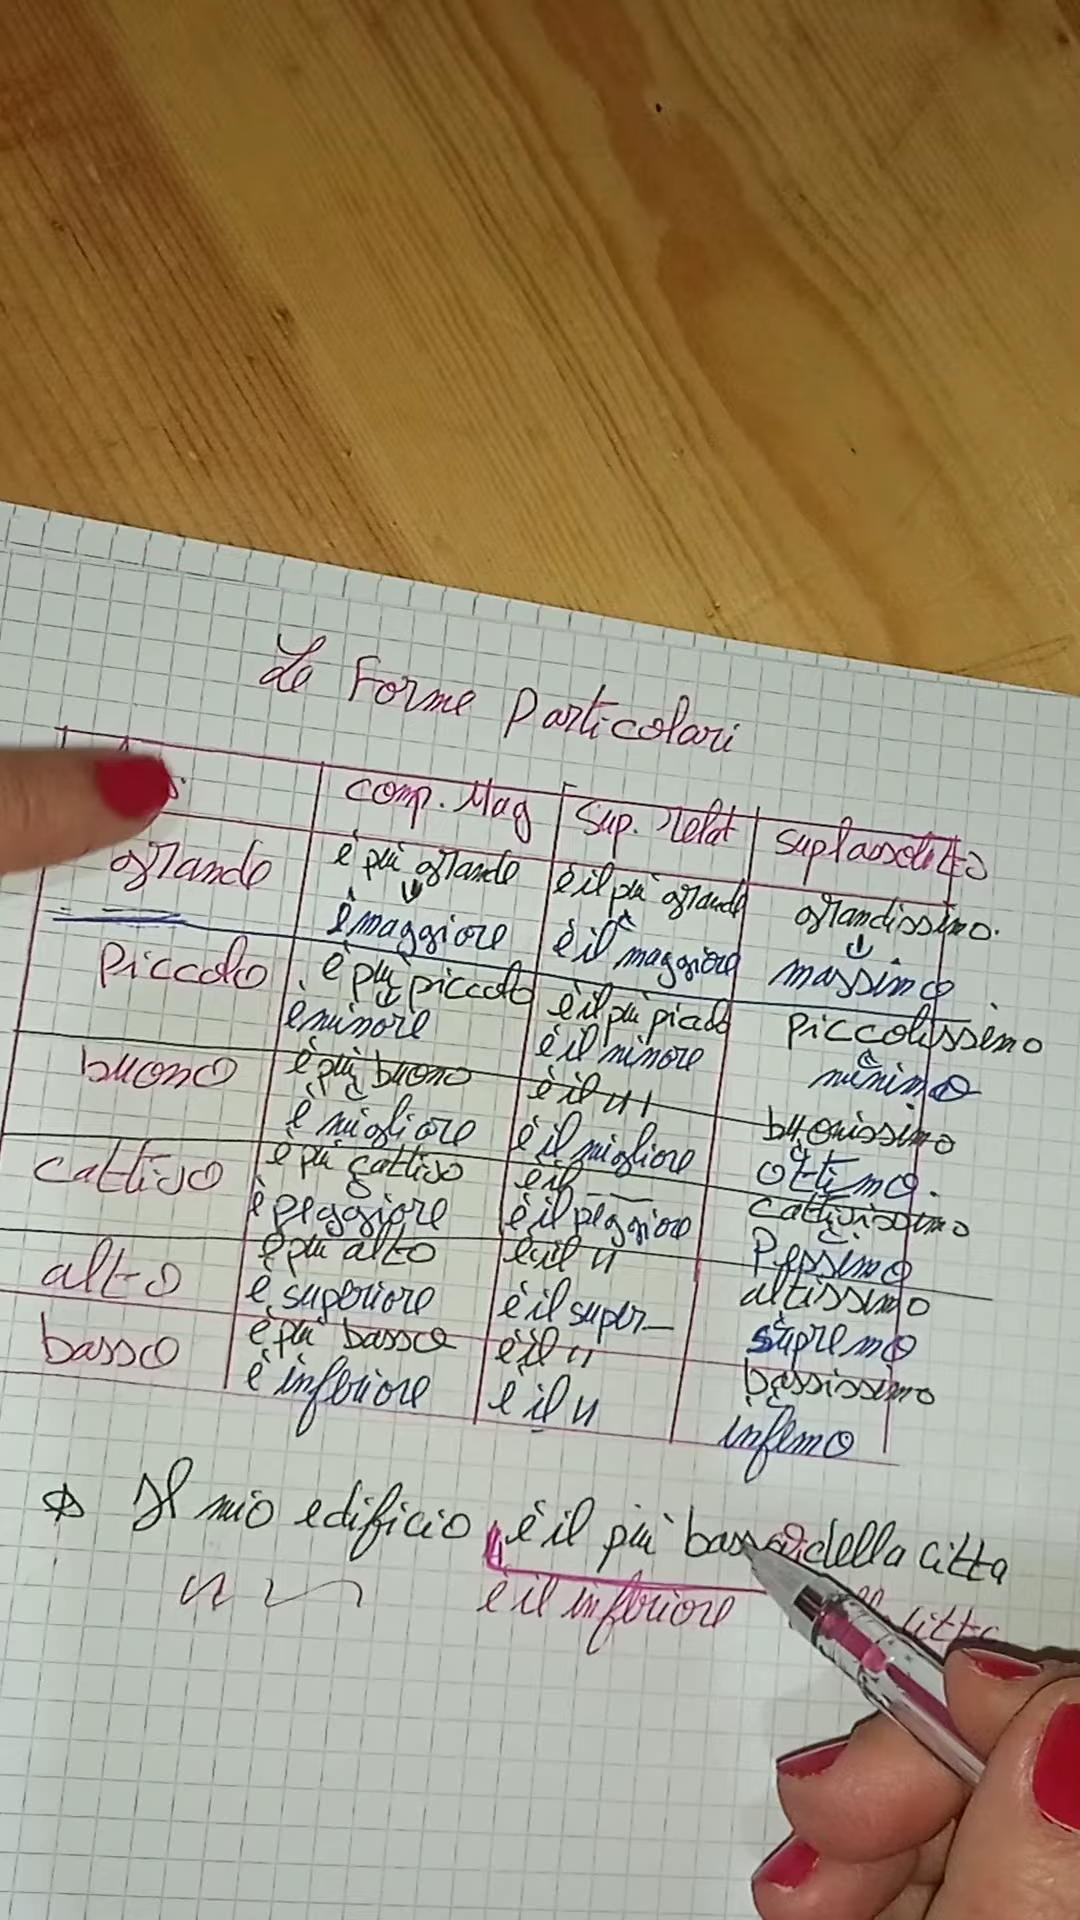 Le Forme Particolari
Comp. Mag Sup. relat sup assoluto
grande è più grande è il più grande grandissimo.
è maggiore è il maggiore massimo
piccolo è più piccolo è il più piccolo piccolissimo
è minore è il minore minimo
buono è più buono è il 〃 buonissimo
è migliore è il migliore ottimo.
cattivo è più cattivo è il cattivissimo
è peggiore è il peggiore Pessimo
alto è più alto è il 〃 altissimo
è superiore è il super supremo
basso è più basso è il 〃 bassissimo
è inferiore è il 〃 infimo
Il mio edificio è il più basso della citta
è il inferiore citta